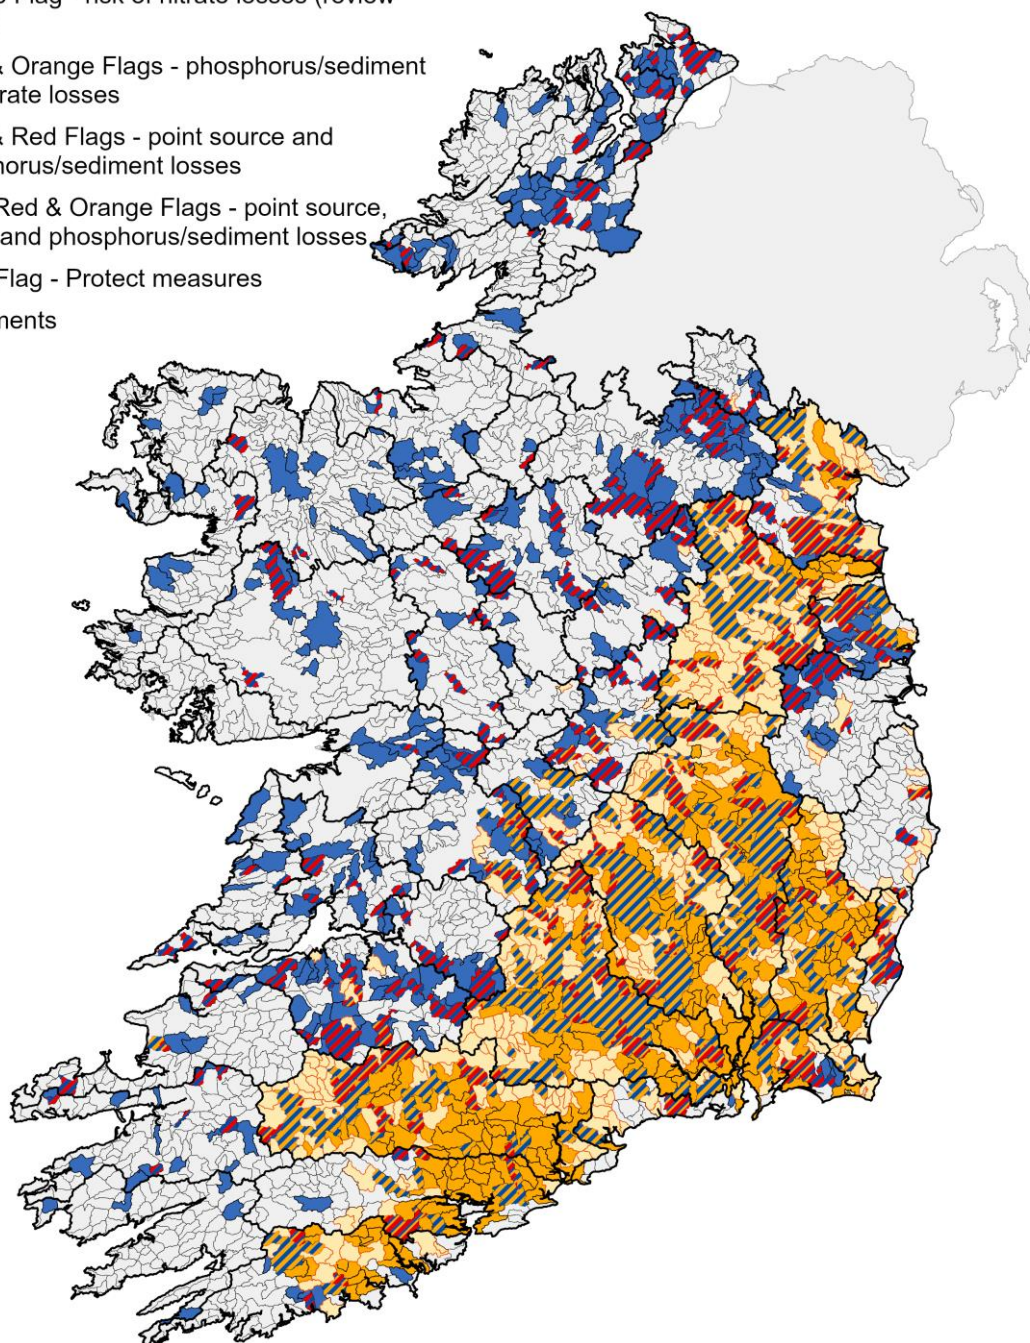 Flag - risk of nitrate losses (review
& Orange Flags - phosphorus/sediment
rate losses
& Red Flags - point source and
horus/sediment losses
Red & Orange Flags - point source,
and phosphorus/sediment losses
Flag - Protect measures
ments